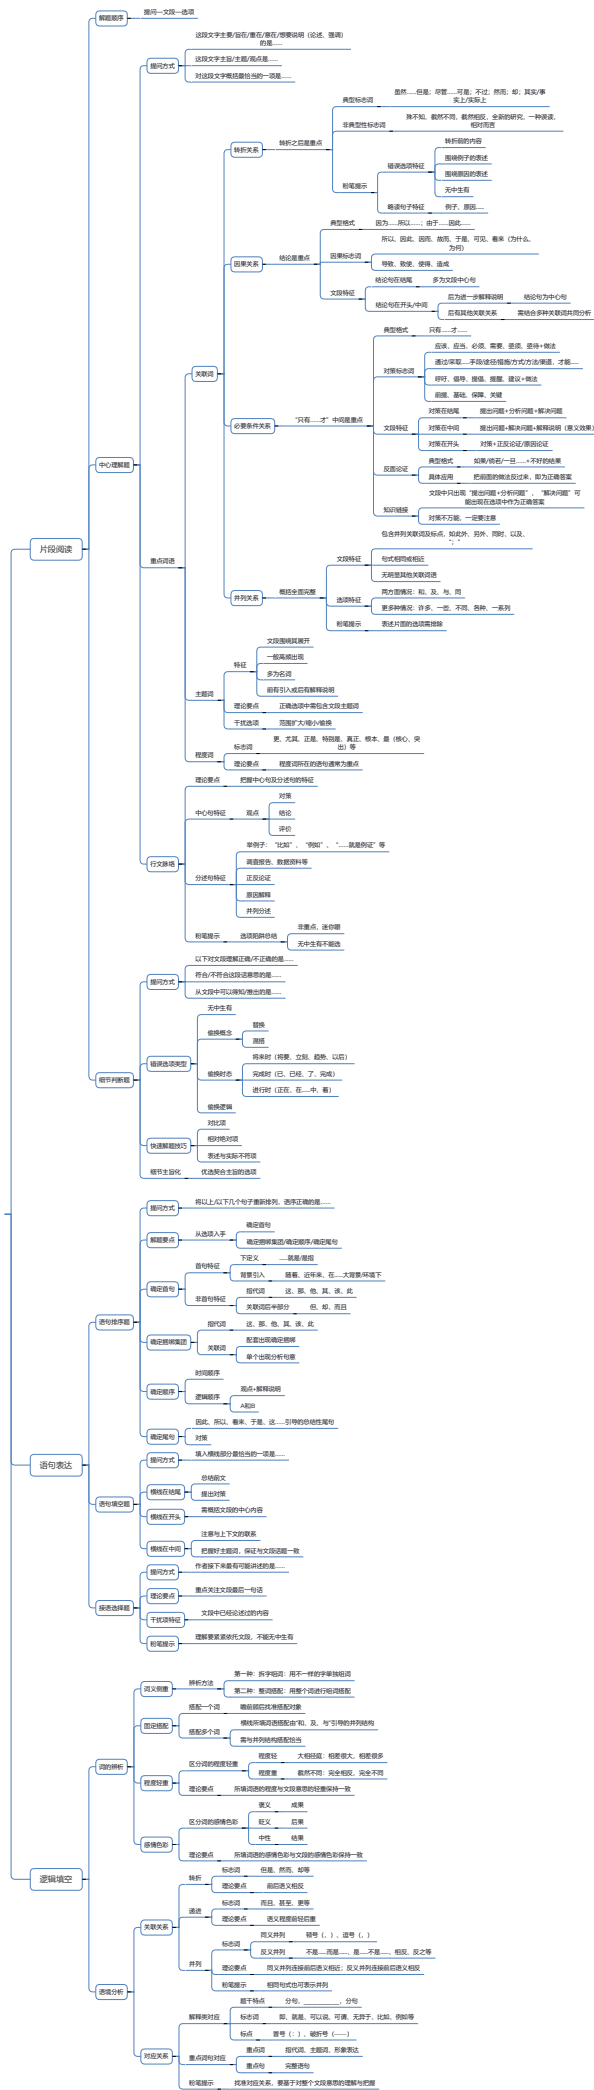 片段阅读
解题顺序
提问—文段—选项
中心理解题
提问方式
这段文字主要/旨在/重在/意在/想要说明（论述、强调）
的是……
这段文字主旨/主题/观点是……
对这段文字概括最恰当的一项是……
重点词语
关联词
转折关系
转折之后是重点
典型标志词
虽然……但是；尽管……可是；不过；然而；却；其实/事
实上/实际上
非典型性标志词
殊不知、截然不同，截然相反、全新的研究、一种误读，
相对而言
粉笔提示
错误选项特征
转折前的内容
围绕例子的表述
围绕原因的表述
无中生有
略读句子特征
例子、原因……
因果关系
结论是重点
典型格式
因为……所以……；由于……因此……
因果标志词
所以、因此、因而、故而、于是、可见、看来（为什么、
为何）
导致、致使、使得、造成
文段特征
结论句在结尾
多为文段中心句
结论句在开头/中间
后为进一步解释说明
结论句为中心句
后有其他关联关系
需结合多种关联词共同分析
必要条件关系
“只有……才”中间是重点
典型格式
只有……才……
对策标志词
应该、应当、必须、需要、亟须、亟待+做法
通过/采取……手段/途径/措施/方式/方法/渠道，才能……
呼吁、倡导、提倡、提醒、建议+做法
前提、基础、保障、关键
文段特征
对策在结尾
提出问题+分析问题+解决问题
对策在中间
提出问题+解决问题+解释说明（意义效果）
对策在开头
对策+正反论证/原因论证
反面论证
典型格式
如果/倘若/一旦……+不好的结果
具体应用
把前面的做法反过来，即为正确答案
知识链接
文段中只出现“提出问题+分析问题”，“解决问题”可
能出现在选项中作为正确答案
对策不万能，一定要注意
并列关系
概括全面完整
文段特征
包含并列关联词及标点，如此外、另外、同时、以及、
“；”
句式相同或相近
无明显其他关联词语
选项特征
两方面情况：和、及、与、同
更多种情况：许多、一些、不同、各种、一系列
粉笔提示
表述片面的选项需排除
主题词
特征
文段围绕其展开
一般高频出现
多为名词
前有引入或后有解释说明
理论要点
正确选项中需包含文段主题词
干扰选项
范围扩大/缩小/偷换
程度词
标志词
更、尤其、正是、特别是、真正、根本、最（核心、突
出）等
理论要点
程度词所在的语句通常为重点
行文脉络
理论要点
把握中心句及分述句的特征
中心句特征
观点
对策
结论
评价
分述句特征
举例子：“比如”、“例如”、“……就是例证”等
调查报告、数据资料等
正反论证
原因解释
并列分述
粉笔提示
选项陷阱总结
非重点，迷你眼
无中生有不能选
细节判断题
提问方式
以下对文段理解正确/不正确的是……
符合/不符合这段话意思的是……
从文段中可以得知/推出的是……
错误选项类型
无中生有
偷换概念
替换
混搭
偷换时态
将来时（将要、立刻、趋势、以后）
完成时（已、已经、了、完成）
进行时（正在、在……中、着）
偷换逻辑
快速解题技巧
对比项
相对绝对项
表述与实际不符项
细节主旨化
优选契合主旨的选项
语句表达
语句排序题
提问方式
将以上/以下几个句子重新排列，语序正确的是……
解题要点
从选项入手
确定首句
确定捆绑集团/确定顺序/确定尾句
确定首句
首句特征
下定义
……就是/是指
背景引入
随着、近年来、在……大背景/环境下
非首句特征
指代词
这、那、他、其、该、此
关联词后半部分
但、却、而且
确定捆绑集团
指代词
这、那、他、其、该、此
关联词
配套出现确定捆绑
单个出现分析句意
确定顺序
时间顺序
逻辑顺序
观点+解释说明
A和B
确定尾句
因此、所以、看来、于是、这……引导的总结性尾句
对策
语句填空题
提问方式
填入横线部分最恰当的一项是……
横线在结尾
总结前文
提出对策
横线在开头
需概括文段的中心内容
横线在中间
注意与上下文的联系
把握好主题词，保证与文段话题一致
接语选择题
提问方式
作者接下来最有可能讲述的是……
理论要点
重点关注文段最后一句话
干扰项特征
文段中已经论述过的内容
粉笔提示
理解要紧紧依托文段，不能无中生有
逻辑填空
词的辨析
词义侧重
辨析方法
第一种：拆字组词：用不一样的字单独组词
第二种：整词搭配：用整个词进行组词搭配
固定搭配
搭配一个词
瞻前顾后找准搭配对象
搭配多个词
横线所填词语搭配由“和、及、与”引导的并列结构
需与并列结构搭配恰当
程度轻重
区分词的程度轻重
程度轻
大相径庭：相差很大，相差很多
程度重
截然不同：完全相反，完全不同
理论要点
所填词语的程度与文段意思的轻重保持一致
感情色彩
区分词的感情色彩
褒义
成果
贬义
后果
中性
结果
理论要点
所填词语的感情色彩与文段的感情色彩保持一致
语境分析
关联关系
转折
标志词
但是、然而、却等
理论要点
前后语义相反
递进
标志词
而且、甚至、更等
理论要点
语义程度前轻后重
并列
标志词
同义并列
顿号（、）、逗号（，）
反义并列
不是……而是……、是……不是……、相反、反之等
理论要点
同义并列连接前后语义相近；反义并列连接前后语义相反
粉笔提示
相同句式也可表示并列
对应关系
解释类对应
题干特点
分句，________，分句
标志词
即、就是、可以说、可谓、无异于、比如、例如等
标点
冒号（：）、破折号（——）
重点词句对应
重点词
指代词、主题词、形象表达
重点句
完整语句
粉笔提示
找准对应关系，要基于对整个文段意思的理解与把握